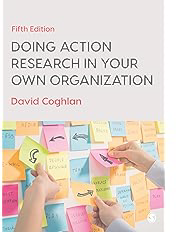 Fifth Edition
DOING ACTION
RESEARCH IN YOUR
OWN ORGANIZATION
David Coghlan